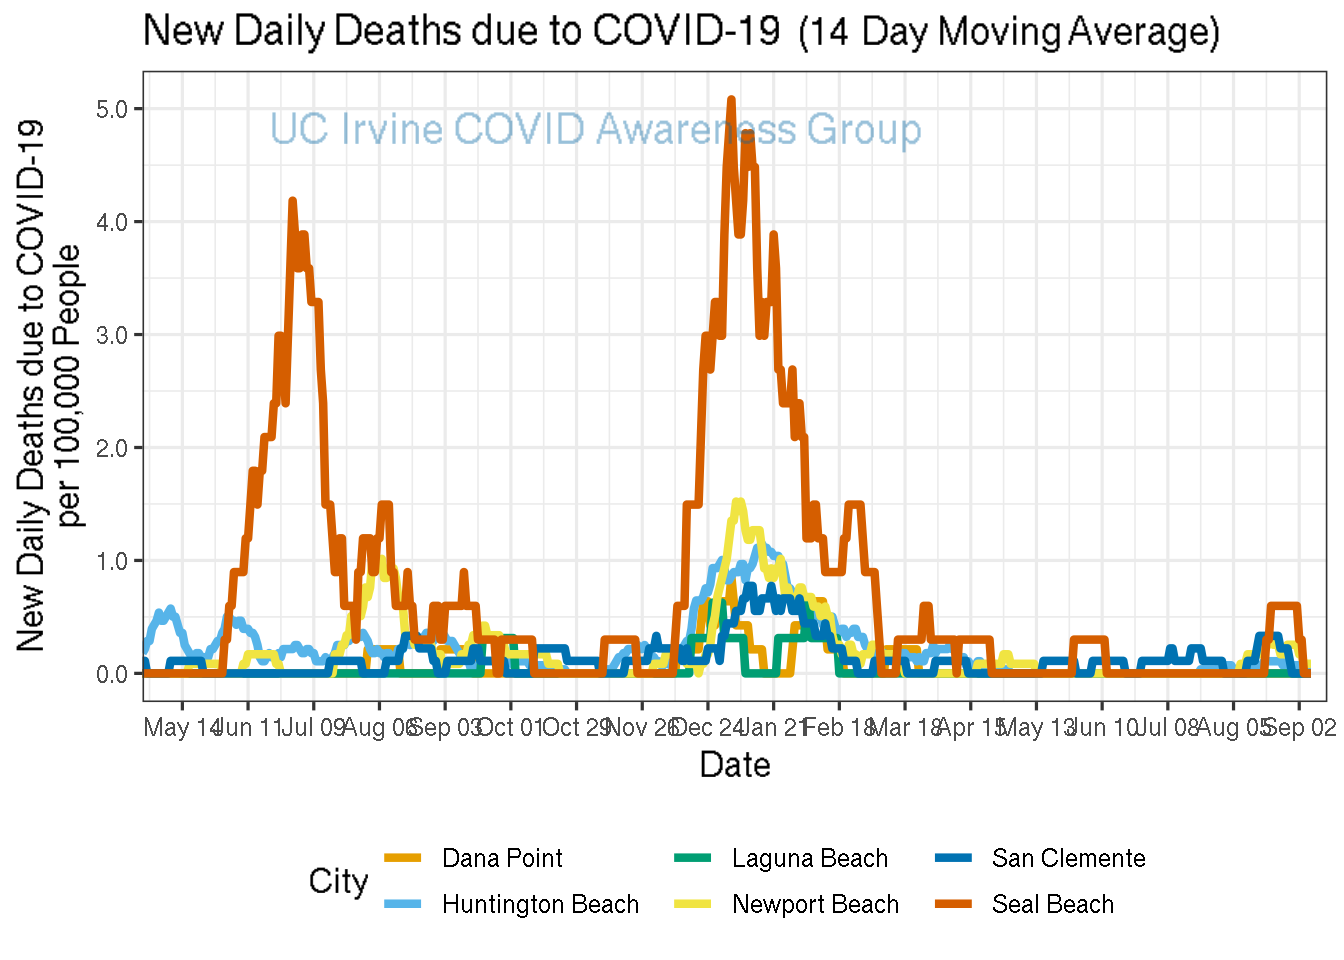 New Daily Deaths due to COVID-19 (14 Day Moving Average)
UC Irvine COVID Awareness Group
New Daily Deaths due to COVID-19
per 100,000 People
5.0
4.0
3.0
2.0
1.0
0.0
May 14 Jun 11 Jul 09 Aug 06 Sep 03 Oct 01 Oct 29 Nov 26 Dec 24 Jan 21 Feb 18 Mar 18 Apr 15 May 13 Jun 10 Jul 08 Aug 05 Sep 02
Date
City
Dana Point Laguna Beach San Clemente
Huntington Beach Newport Beach Seal Beach